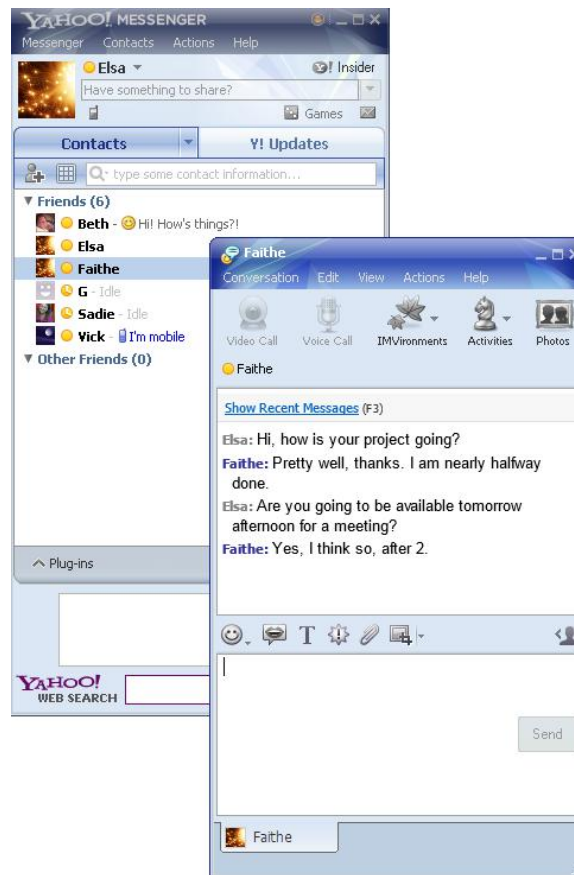 YAHOO! MESSENGER
Messenger Contacts Actions Help
Elsa
Y! Insider
Have something to share?
Games
Contacts
Y! Updates
type some contact information...
Friends (6)
Beth - Hi! How's things?!
Elsa
Faithe
G - Idle
Sadie - Idle
Vick - I'm mobile
Other Friends (0)
Plug-ins
YAHOO!
WEB SEARCH
Faithe
Conversation Edit View Actions Help
Video Call Voice Call IMVironments Activities Photos
Faithe
Show Recent Messages (F3)
Elsa: Hi, how is your project going?
Faithe: Pretty well, thanks. I am nearly halfway
done.
Elsa: Are you going to be available tomorrow
afternoon for a meeting?
Faithe: Yes, I think so, after 2.
T
Send
Faithe